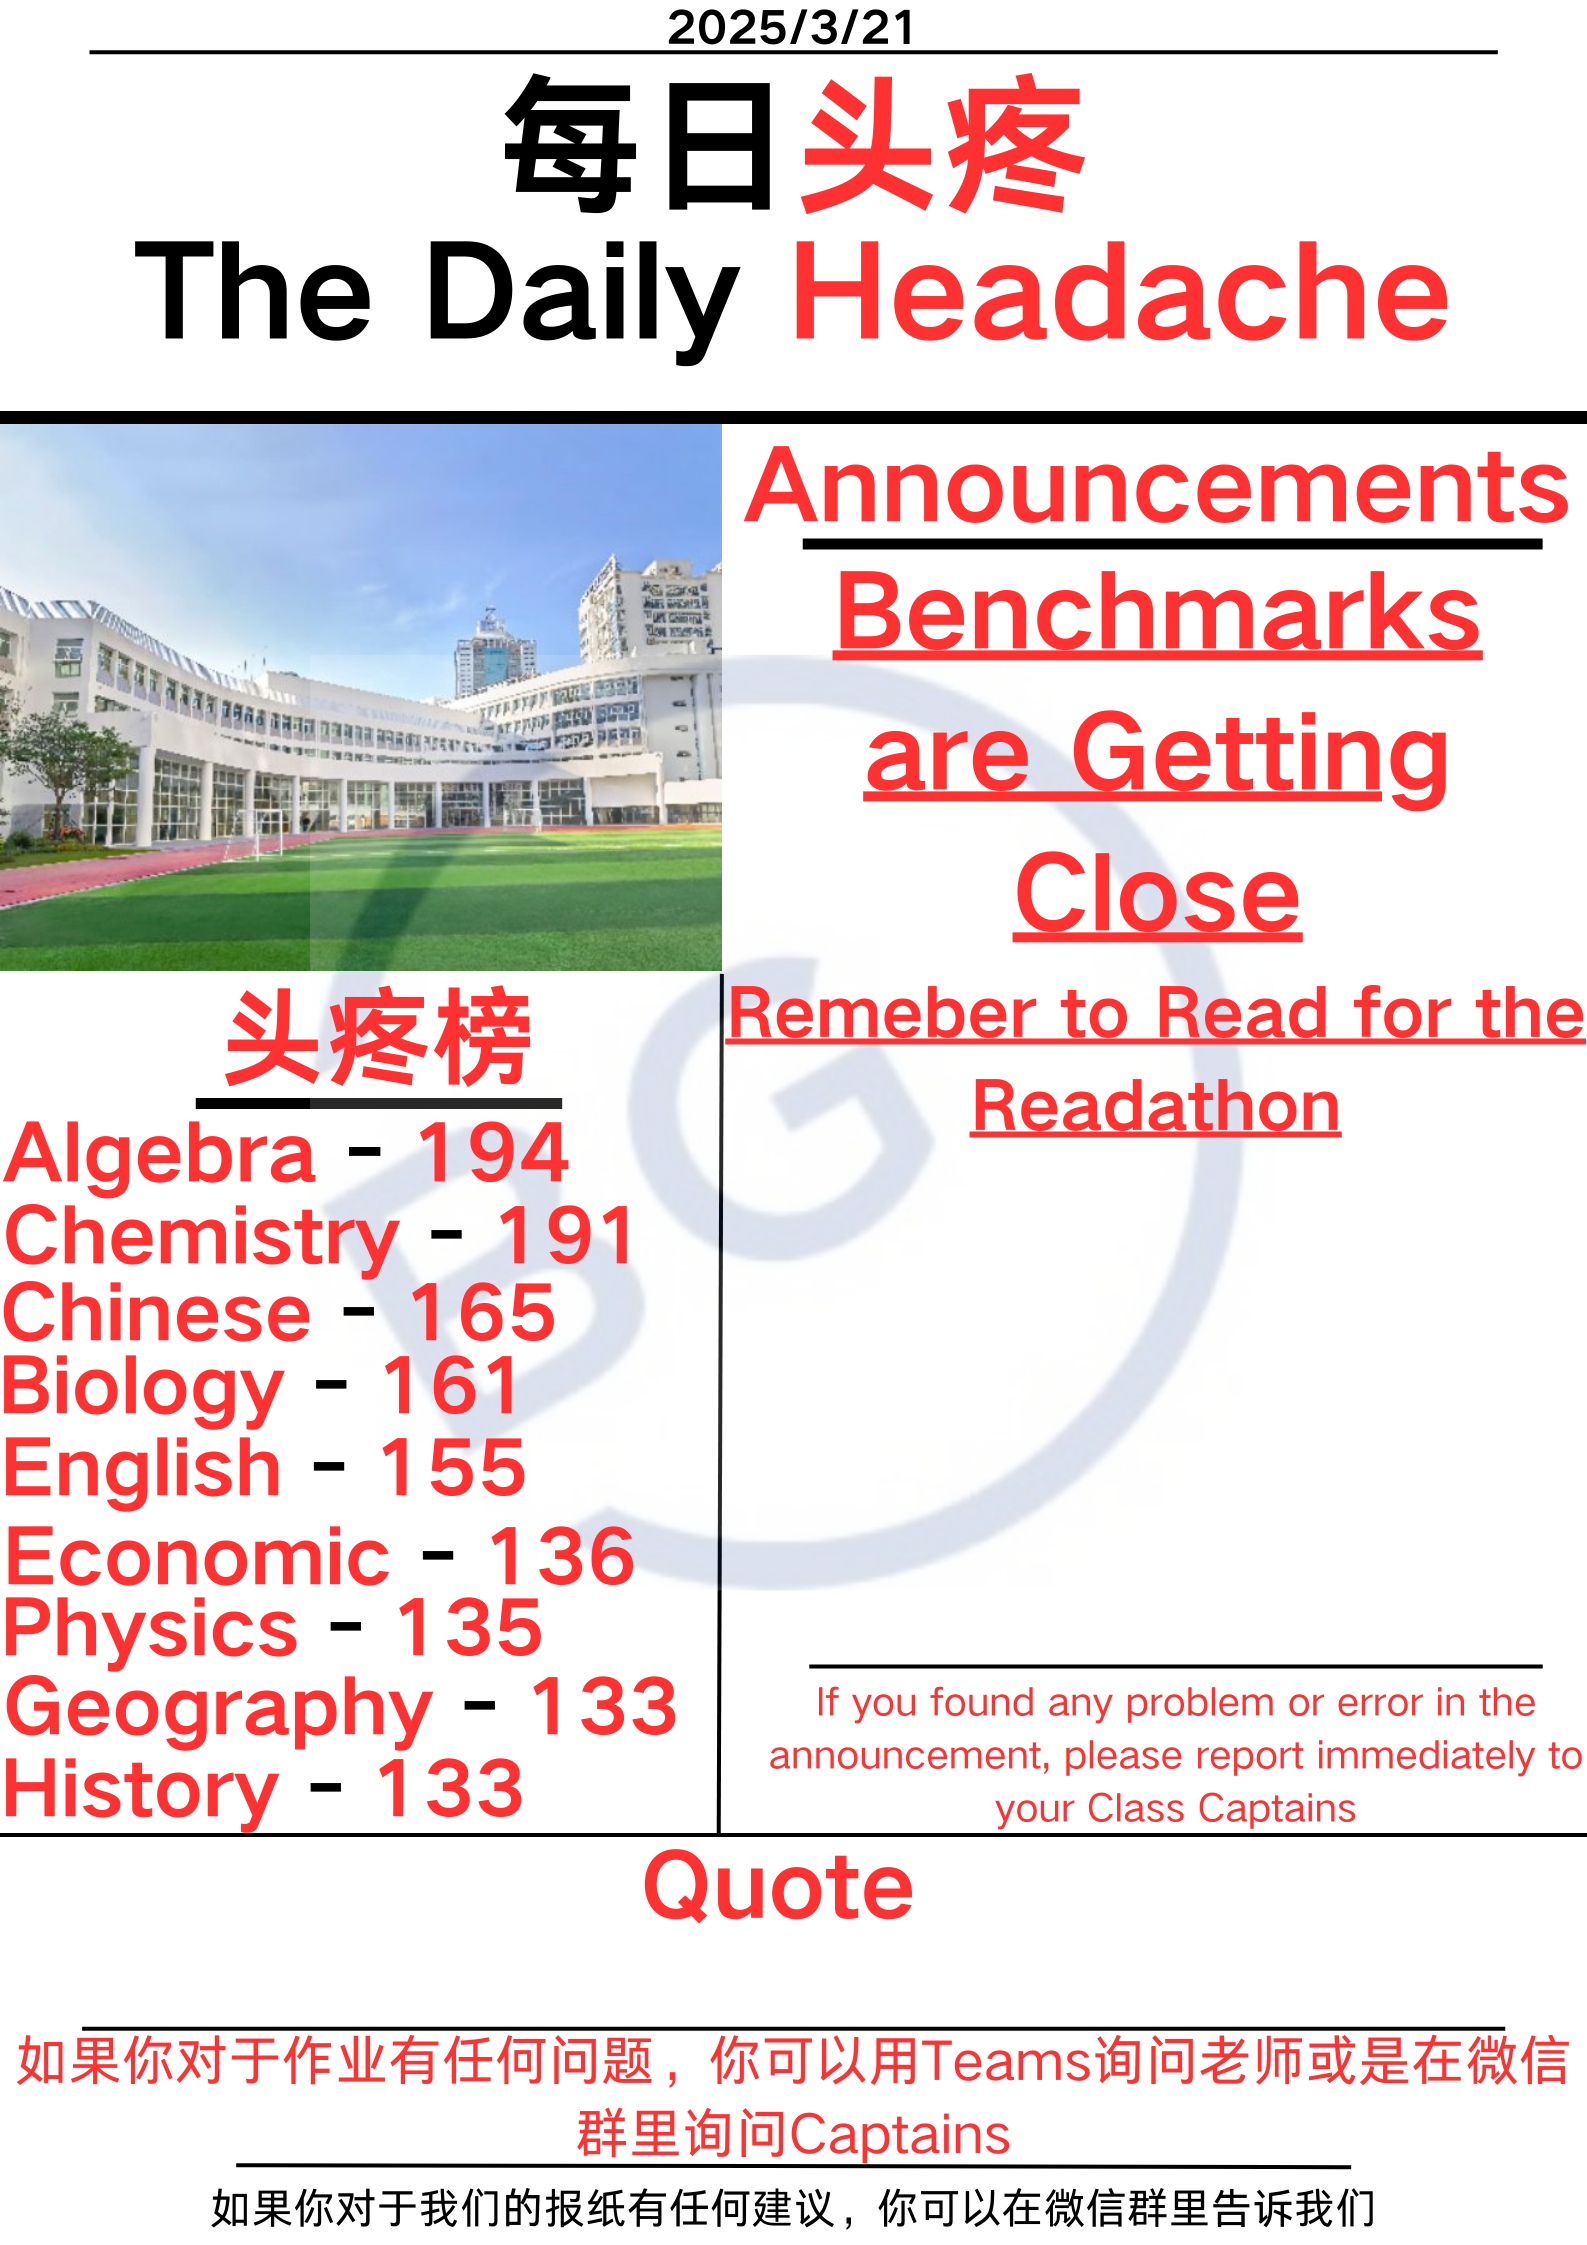 2025/3/21
每日头疼
The Daily Headache
Announcements
Benchmarks
are Getting
Close
Remeber to Read for the
Readathon
头疼榜
Algebra - 194
Chemistry - 191
Chinese - 165
Biology - 161
English - 155
Economic - 136
Physics - 135
Geography - 133
History - 133
BG
If you found any problem or error in the
announcement, please report immediately to
your Class Captains
Quote
如果你对于作业有任何问题，你可以用Teams询问老师或是在微信
群里询问Captains
如果你对于我们的报纸有任何建议，你可以在微信群里告诉我们